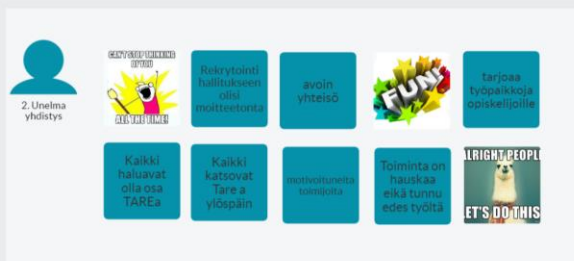 2. Unelma
yhdistys
CAN'T STOP THINKING
OF YOU
ALL THE TIME!
Rekrytointi
hallitukseen
olisi
moitteetonta
avoin
yhteisö
FUN!
tarjoaa
työpaikkoja
opiskelijoille
Kaikki
haluavat
olla osa
TAREa
Kaikki
katsovat
Tare a
ylöspäin
motivoituneita
toimijoita
Toiminta on
hauskaa
eikä tunnu
edes työltä
ALRIGHT PEOPL
LET'S DO THIS